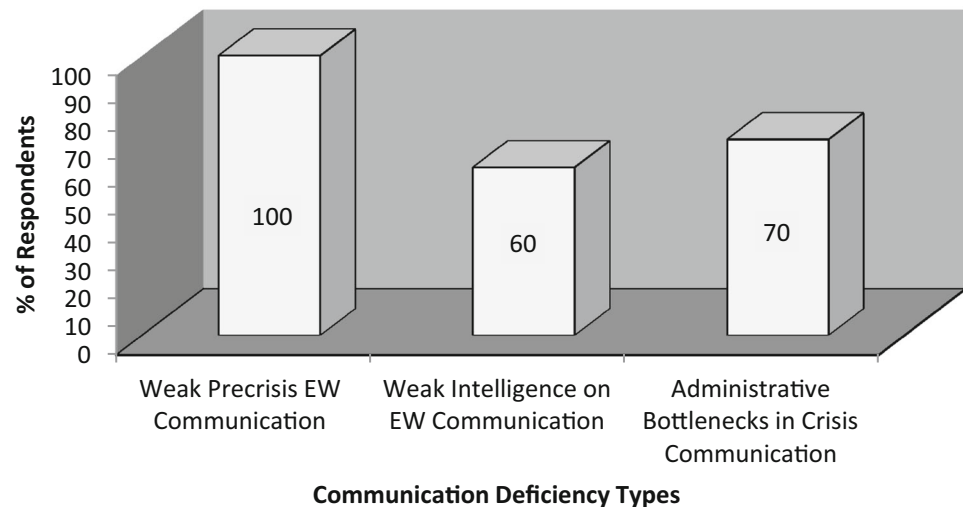 % of Respondents
100
90
80
70
60
50
40
30
20
10
0
100
60
70
Weak Precrisis EW
Communication
Weak Intelligence on
EW Communication
Administrative
Bottlenecks in Crisis
Communication
Communication Deficiency Types